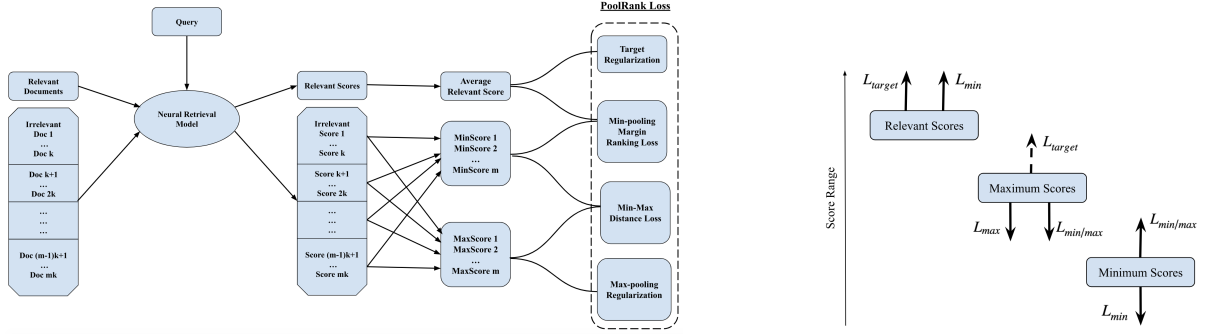 PoolRank Loss
Query
Relevant
Documents
Irrelevant
Doc 1
...
Doc k
Doc k+1
...
Doc 2k
...
...
...
Doc (m-1)k+1
...
Doc mk
Neural Retrieval
Model
Relevant Scores
Irrelevant
Score 1
...
Score k
Score k+1
...
Score 2k
...
...
...
Score (m-1)k+1
...
Score mk
Average
Relevant Score
MinScore 1
MinScore 2
...
MinScore m
MaxScore 1
MaxScore 2
...
MaxScore m
Target
Regularization
Min-pooling
Margin
Ranking Loss
Min-Max
Distance Loss
Max-pooling
Regularization
Score Range
L_target
L_min
Relevant Scores
L_target
Maximum Scores
L_max
L_min/max
L_min/max
Minimum Scores
L_min